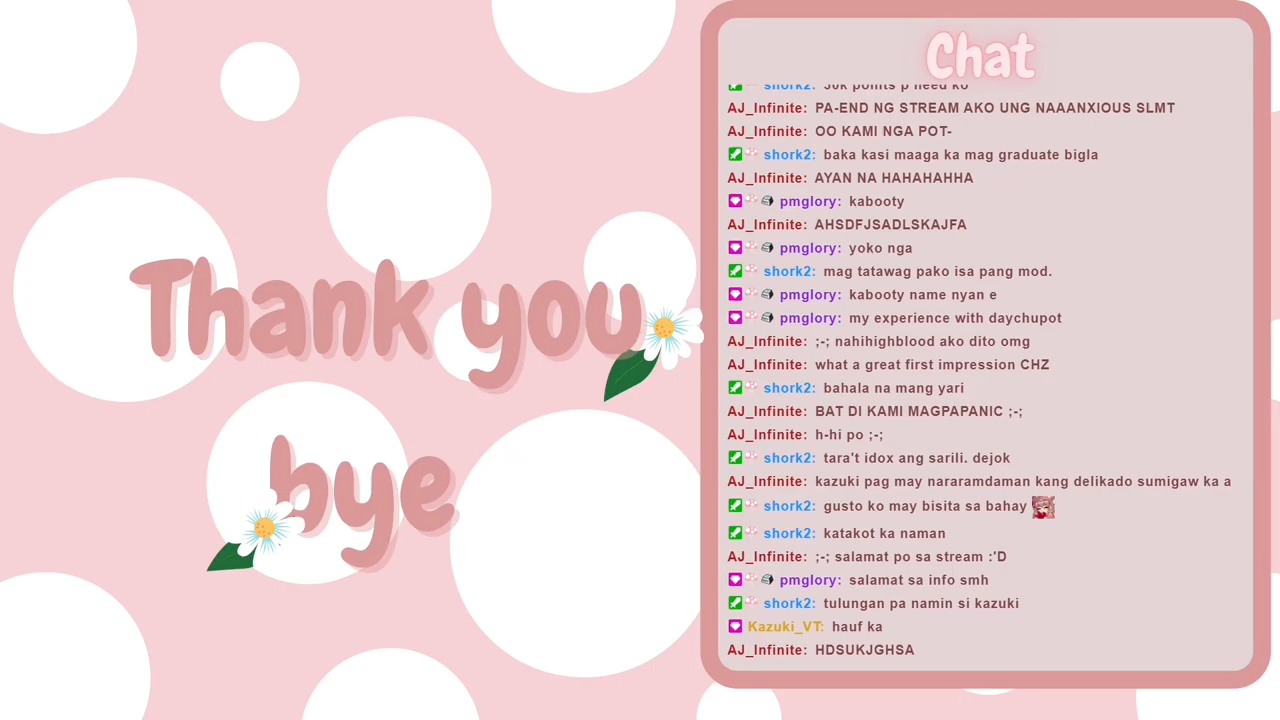 Thank you
bye
Chat
shork2: 30k points p need ko
AJ_Infinite: PA-END NG STREAM AKO UNG NAAANXIOUS SLMT
AJ_Infinite: OO KAMI NGA POT-
shork2: baka kasi maaga ka mag graduate bigla
AJ_Infinite: AYAN NA HAHAHAHHA
pmglory: kabooty
AJ_Infinite: AHSDFJSADLSKAJFA
pmglory: yoko nga
shork2: mag tatawag pako isa pang mod.
pmglory: kabooty name nyan e
pmglory: my experience with daychupot
AJ_Infinite: ;-; nahihighblood ako dito omg
AJ_Infinite: what a great first impression CHZ
shork2: bahala na mang yari
AJ_Infinite: BAT DI KAMI MAGPAPANIC ;-;
AJ_Infinite: h-hi po ;-;
shork2: tara't idox ang sarili. dejok
AJ_Infinite: kazuki pag may nararamdaman kang delikado sumigaw ka a
shork2: gusto ko may bisita sa bahay
shork2: katakot ka naman
AJ_Infinite: ;-; salamat po sa stream :'D
pmglory: salamat sa info smh
shork2: tulungan pa namin si kazuki
Kazuki_VT: hauf ka
AJ_Infinite: HDSUKJGHSA